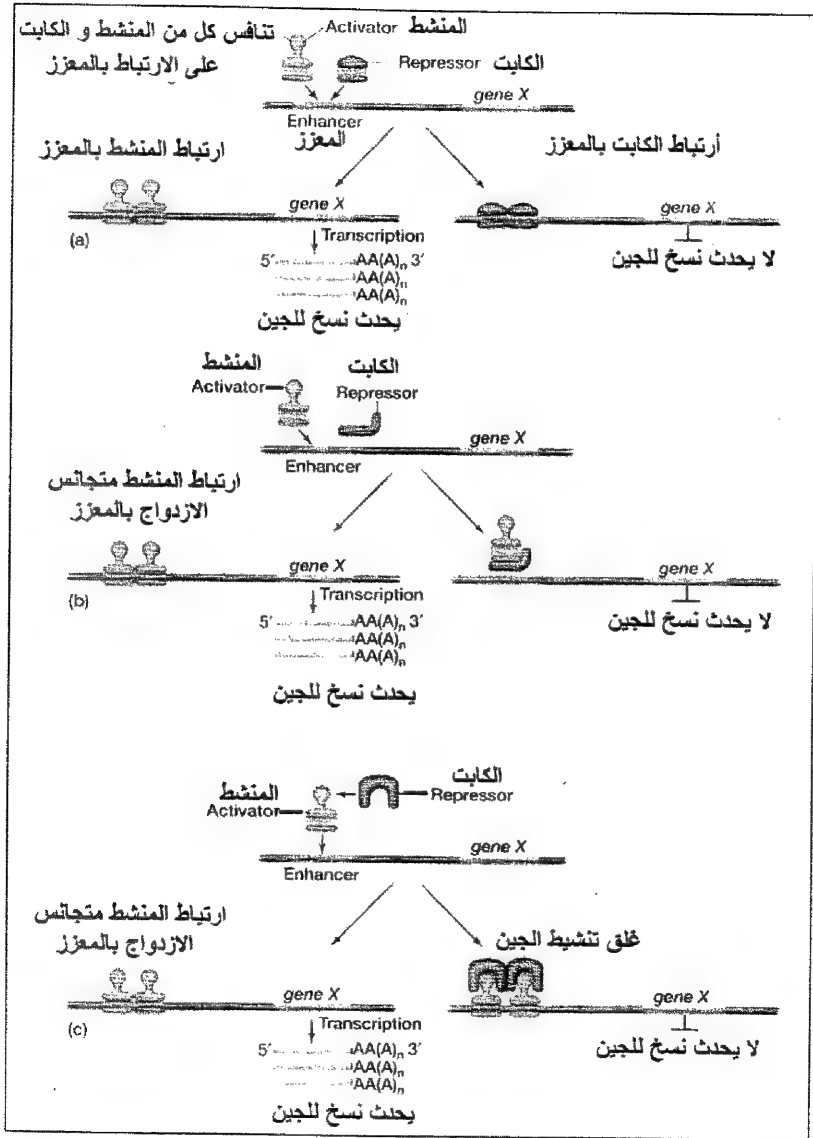 تنافس كل من المنشط و الكابت
على الارتباط بالمعزز
Activator المنشط
Repressor الكابت
gene X
Enhancer
المعزز
ارتباط المنشط بالمعزز
أرتباط الكابت بالمعزز
gene X
gene X
(a)
Transcription
لا يحدث نسخ للجين
5′ AA(A)n 3′
AA(A)n
AA(A)n
يحدث نسخ للجين
المنشط
Activator
الكابت
Repressor
gene X
Enhancer
ارتباط المنشط متجانس
الازدواج بالمعزز
gene X
gene X
(b)
Transcription
لا يحدث نسخ للجين
5′ AA(A)n 3′
AA(A)n
AA(A)n
يحدث نسخ للجين
الكابت
Repressor
المنشط
Activator
gene X
Enhancer
ارتباط المنشط متجانس
الازدواج بالمعزز
غلق تنشيط الجين
gene X
gene X
(c)
Transcription
لا يحدث نسخ للجين
5′ AA(A)n 3′
AA(A)n
AA(A)n
يحدث نسخ للجين